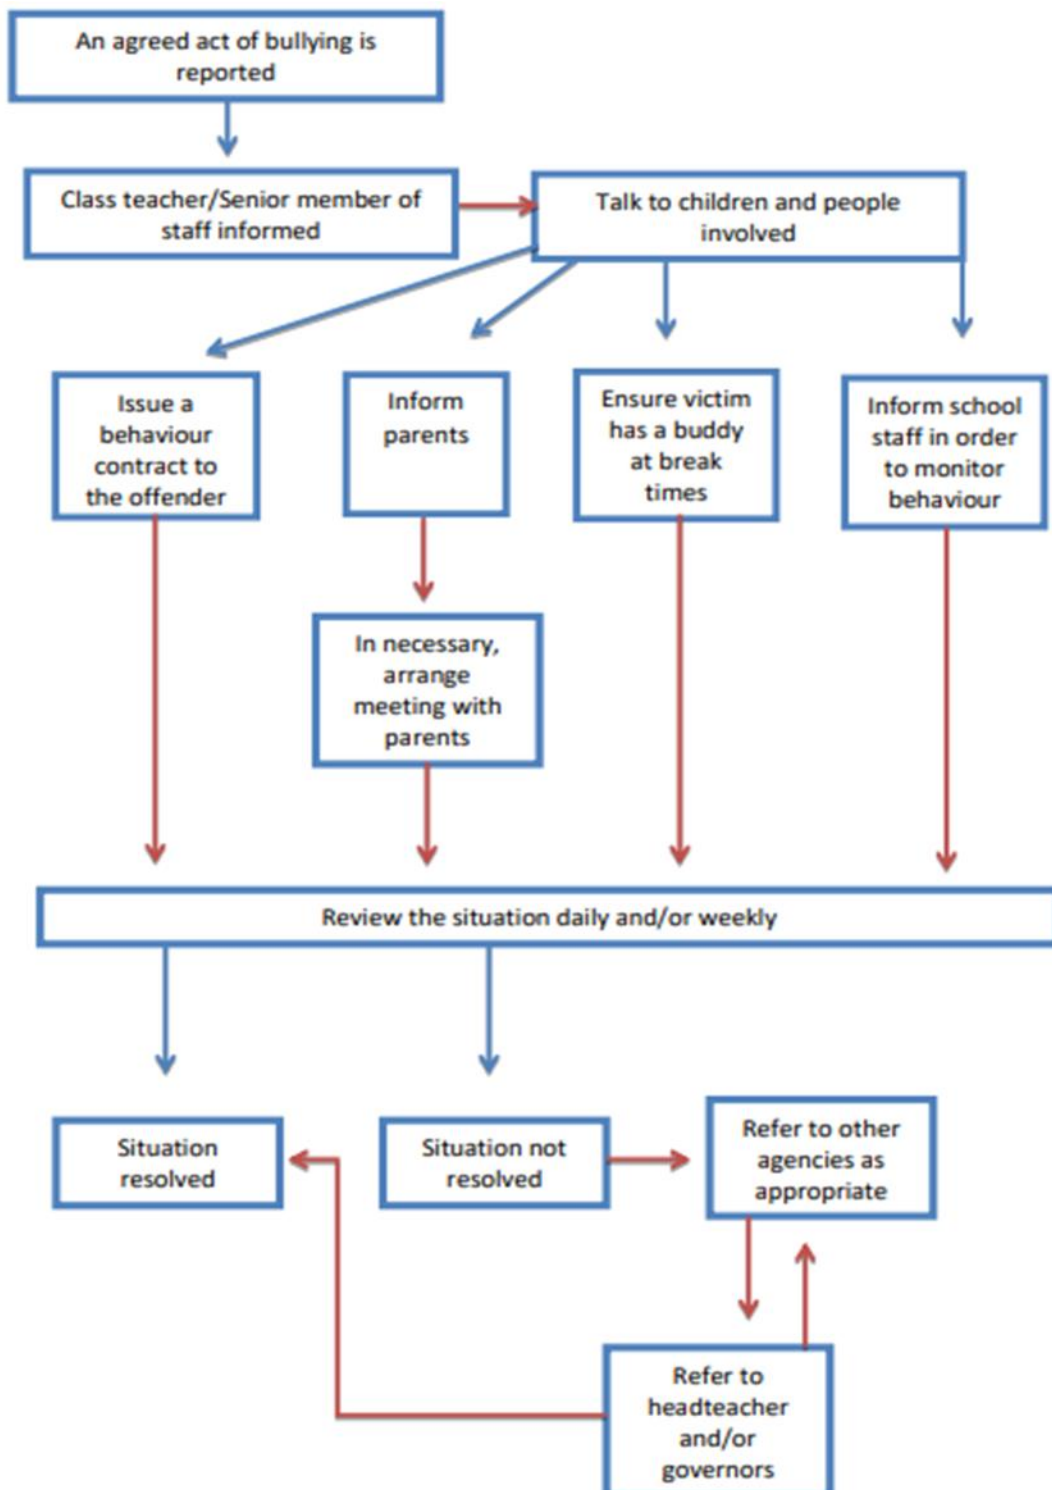 An agreed act of bullying is
reported
Class teacher/Senior member of
staff informed
Talk to children and people
involved
Issue a
behaviour
contract to
the offender
Inform
parents
Ensure victim
has a buddy
at break
times
Inform school
staff in order
to monitor
behaviour
In necessary,
arrange
meeting with
parents
Review the situation daily and/or weekly
Situation
resolved
Situation not
resolved
Refer to other
agencies as
appropriate
Refer to
headteacher
and/or
governors